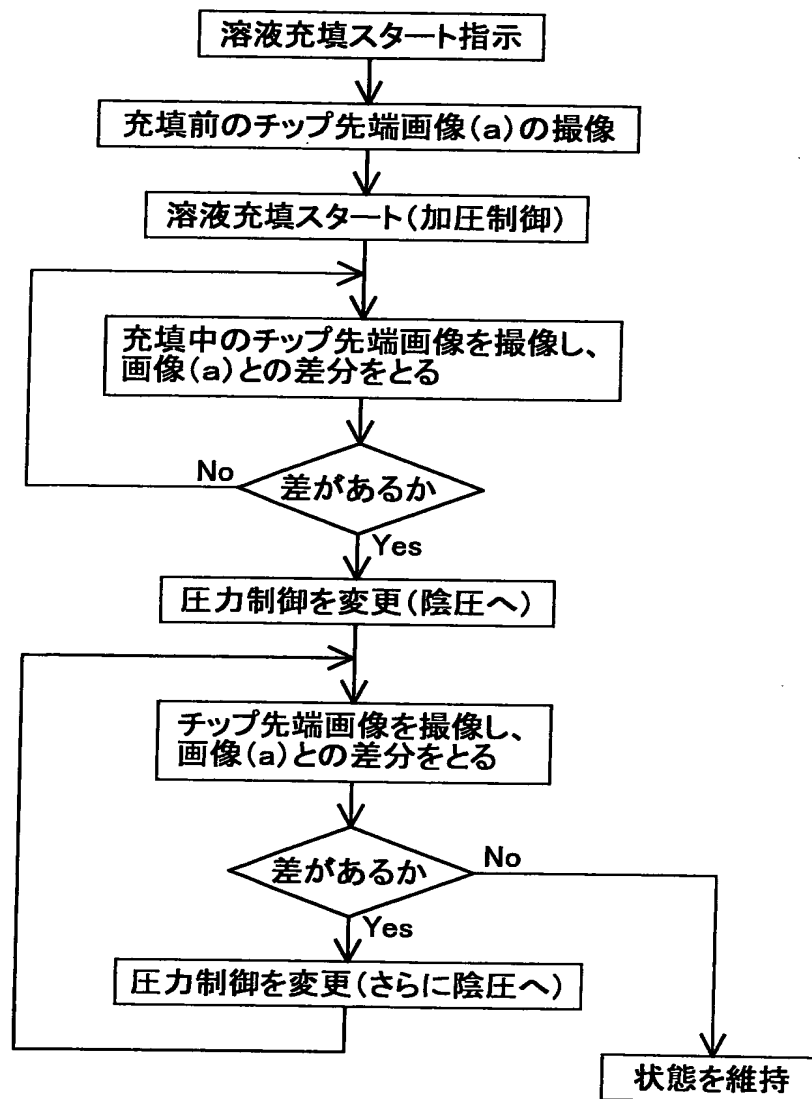 溶液充填スタート指示
充填前のチップ先端画像(a)の撮像
溶液充填スタート(加圧制御)
充填中のチップ先端画像を撮像し、
画像(a)との差分をとる
No
差があるか
Yes
圧力制御を変更(陰圧へ)
チップ先端画像を撮像し、
画像(a)との差分をとる
差があるか
No
Yes
圧力制御を変更(さらに陰圧へ)
状態を維持